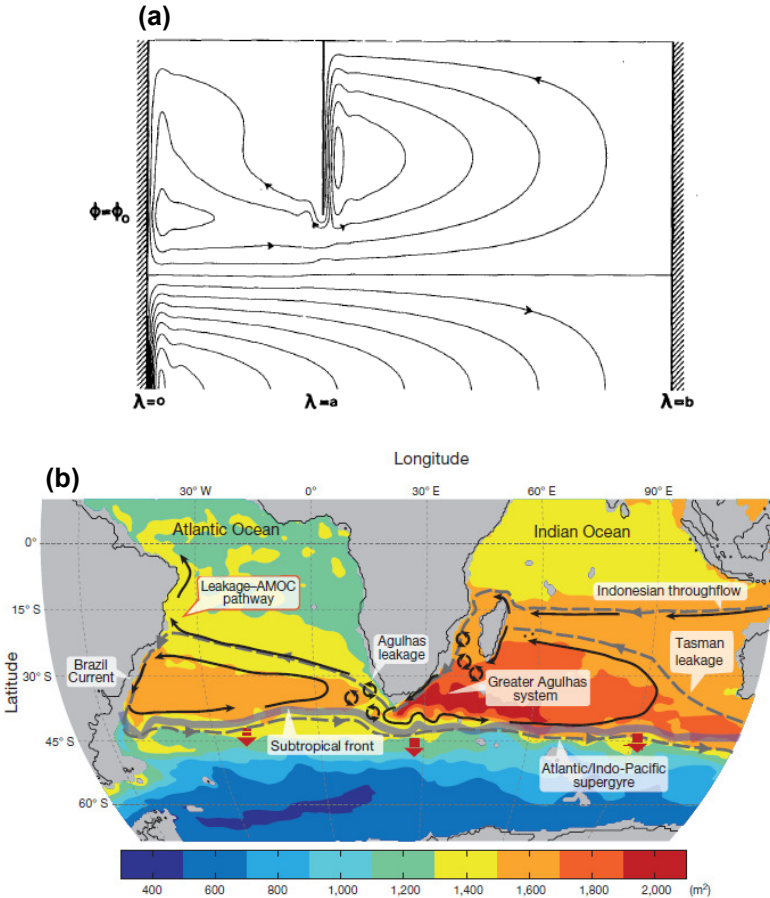 (a)
ϕ=ϕo
λ=o λ=a λ=b
(b)
Longitude
30° W 0° 30° E 60° E 90° E
Atlantic Ocean Indian Ocean
0°
Leakage–AMOC
pathway
Indonesian throughflow
15° S
Agulhas
leakage
Tasman
leakage
Brazil
Current
30° S
Greater Agulhas
system
Latitude
Subtropical front
45° S
Atlantic/Indo-Pacific
supergyre
60° S
400 600 800 1,000 1,200 1,400 1,600 1,800 2,000 (m²)